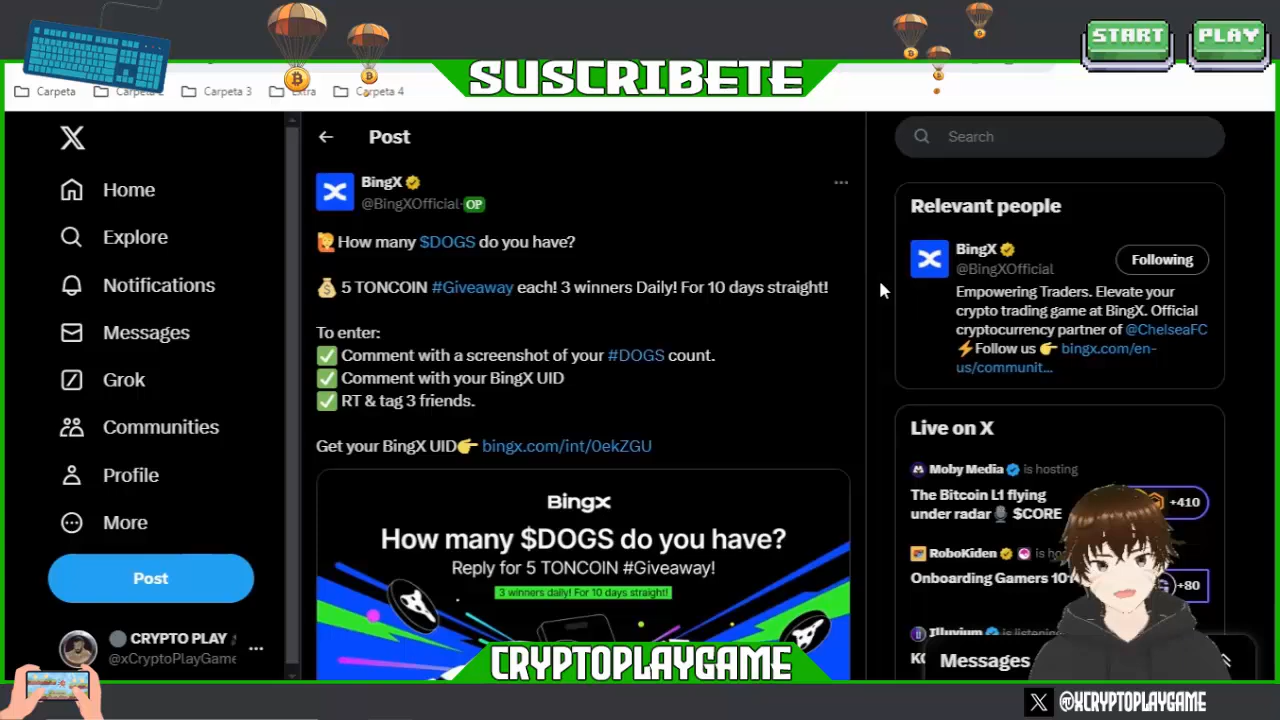 START PLAY
SUSCRIBETE
Carpeta Carpeta 3 Extra Carpeta 4
Post
Search
Home
Explore
Notifications
Messages
Grok
Communities
Profile
More
Post
CRYPTO PLAY
@xCryptoPlayGame
BingX
@BingXOfficial· OP
How many $DOGS do you have?
5 TONCOIN #Giveaway each! 3 winners Daily! For 10 days straight!
To enter:
Comment with a screenshot of your #DOGS count.
Comment with your BingX UID
RT & tag 3 friends.
Get your BingX UID bingx.com/int/0ekZGU
BingX
How many $DOGS do you have?
Reply for 5 TONCOIN #Giveaway!
3 winners daily! For 10 days straight!
Relevant people
BingX
@BingXOfficial
Following
Empowering Traders. Elevate your
crypto trading game at BingX. Official
cryptocurrency partner of @ChelseaFC
Follow us bingx.com/en-
us/communit...
Live on X
Moby Media is hosting
The Bitcoin L1 flying
under radar $CORE
+410
RoboKiden is
Onboarding Gamers
+80
Illuvium is listening
Messages
CRYPTOPLAYGAME
@XCRYPTOPLAYGAME